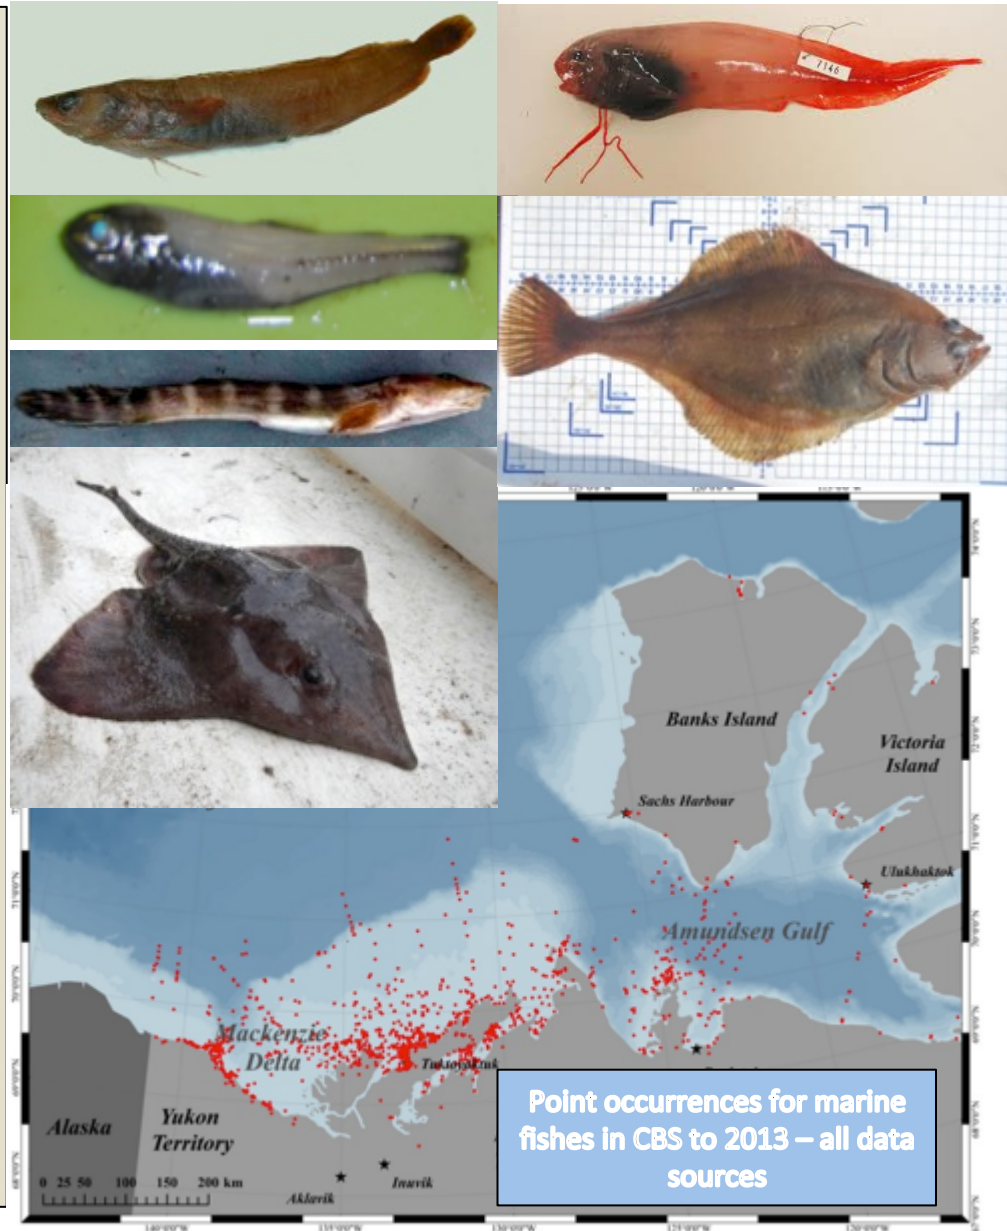 7146
Banks Island
Victoria
Island
Sachs Harbour
Ulukhaktok
Amundsen Gulf
Mackenzie
Delta
Tuktoyaktuk
Alaska
Yukon
Territory
Inuvik
Aklavik
0 25 50 100 150 200 km
Point occurrences for marine
fishes in CBS to 2013 – all data
sources